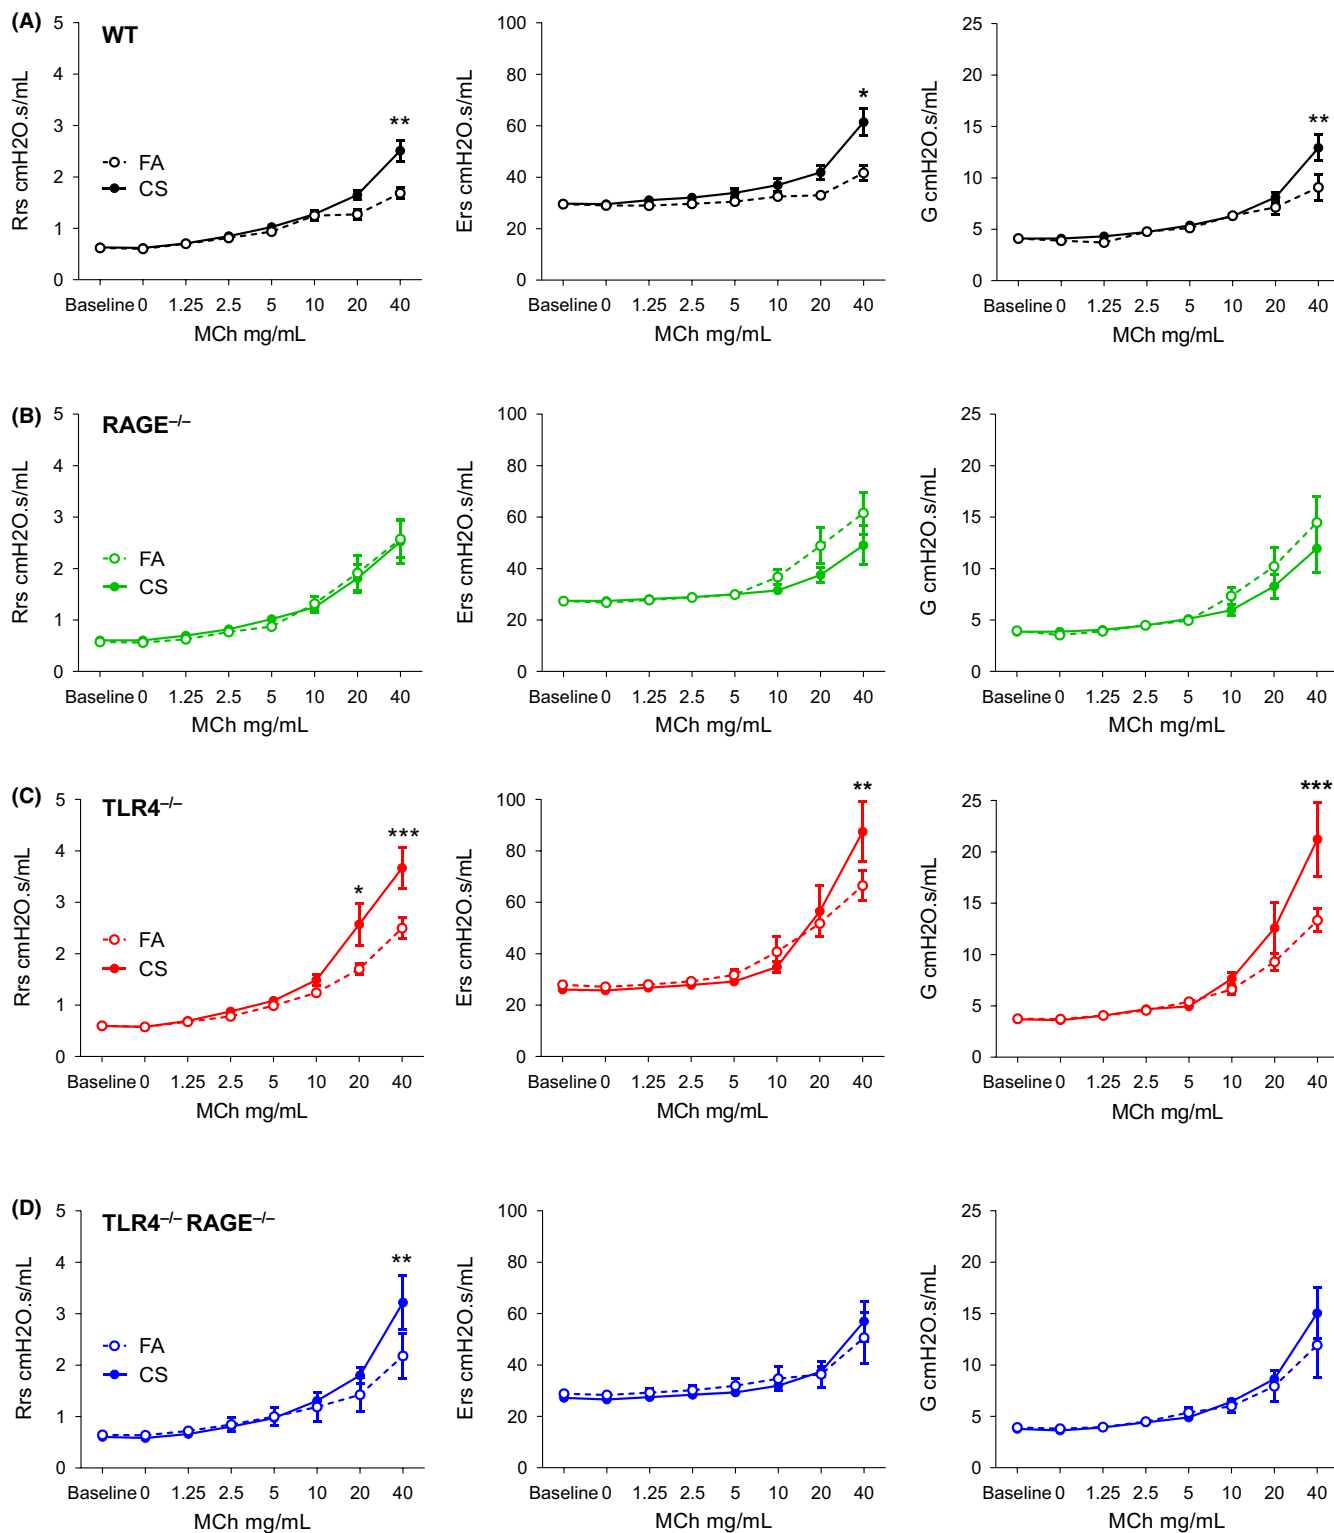 (A)
WT
Rrs cmH2O.s/mL
5
4
3
2
1
0
FA
CS
**
Baseline 0 1.25 2.5 5 10 20 40
MCh mg/mL
Ers cmH2O.s/mL
100
80
60
40
20
0
*
Baseline 0 1.25 2.5 5 10 20 40
MCh mg/mL
G cmH2O.s/mL
25
20
15
10
5
0
**
Baseline 0 1.25 2.5 5 10 20 40
MCh mg/mL
(B)
RAGE–/–
Rrs cmH2O.s/mL
5
4
3
2
1
0
FA
CS
Baseline 0 1.25 2.5 5 10 20 40
MCh mg/mL
Ers cmH2O.s/mL
100
80
60
40
20
0
Baseline 0 1.25 2.5 5 10 20 40
MCh mg/mL
G cmH2O.s/mL
25
20
15
10
5
0
Baseline 0 1.25 2.5 5 10 20 40
MCh mg/mL
(C)
TLR4–/–
Rrs cmH2O.s/mL
5
4
3
2
1
0
FA
CS
*
***
Baseline 0 1.25 2.5 5 10 20 40
MCh mg/mL
Ers cmH2O.s/mL
100
80
60
40
20
0
**
Baseline 0 1.25 2.5 5 10 20 40
MCh mg/mL
G cmH2O.s/mL
25
20
15
10
5
0
***
Baseline 0 1.25 2.5 5 10 20 40
MCh mg/mL
(D)
TLR4–/– RAGE–/–
Rrs cmH2O.s/mL
5
4
3
2
1
0
FA
CS
**
Baseline 0 1.25 2.5 5 10 20 40
MCh mg/mL
Ers cmH2O.s/mL
100
80
60
40
20
0
Baseline 0 1.25 2.5 5 10 20 40
MCh mg/mL
G cmH2O.s/mL
25
20
15
10
5
0
Baseline 0 1.25 2.5 5 10 20 40
MCh mg/mL